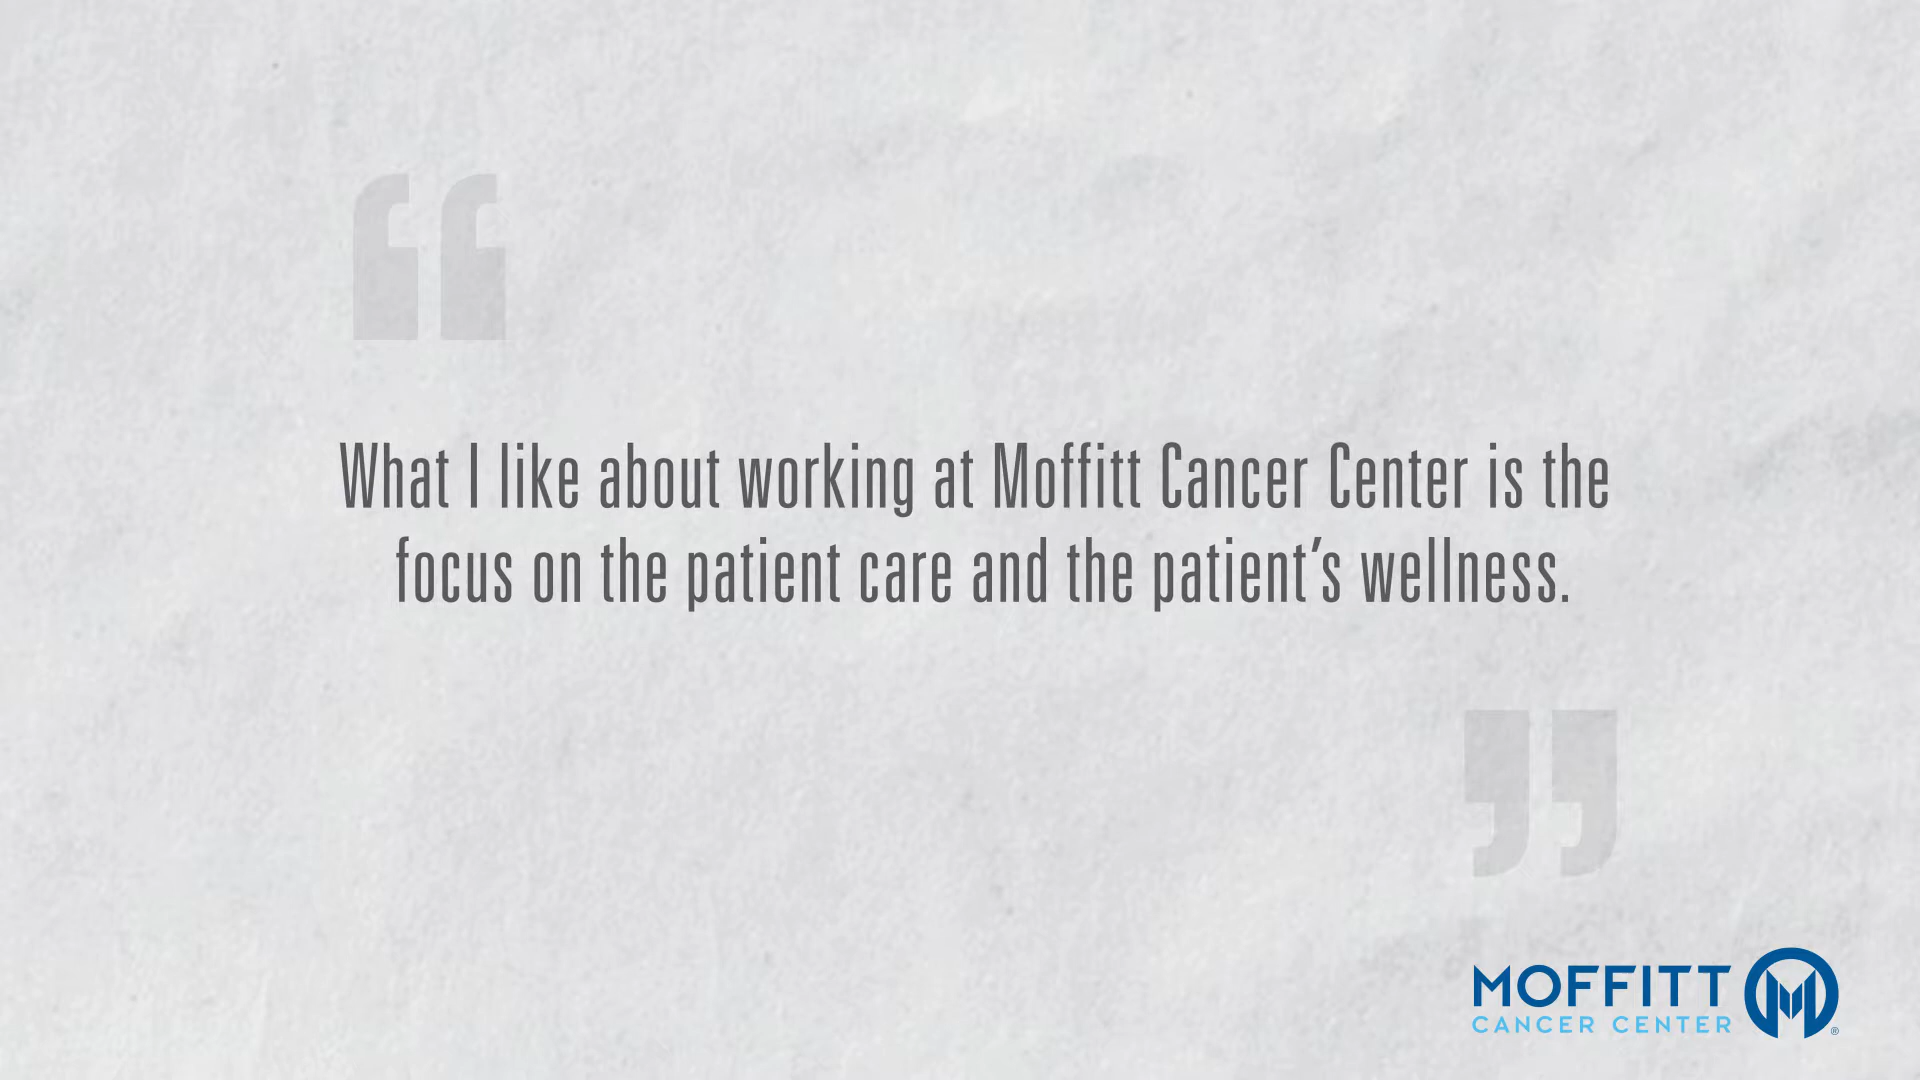 “
What I like about working at Moffitt Cancer Center is the
focus on the patient care and the patient’s wellness.
”
MOFFITT
CANCER CENTER
®